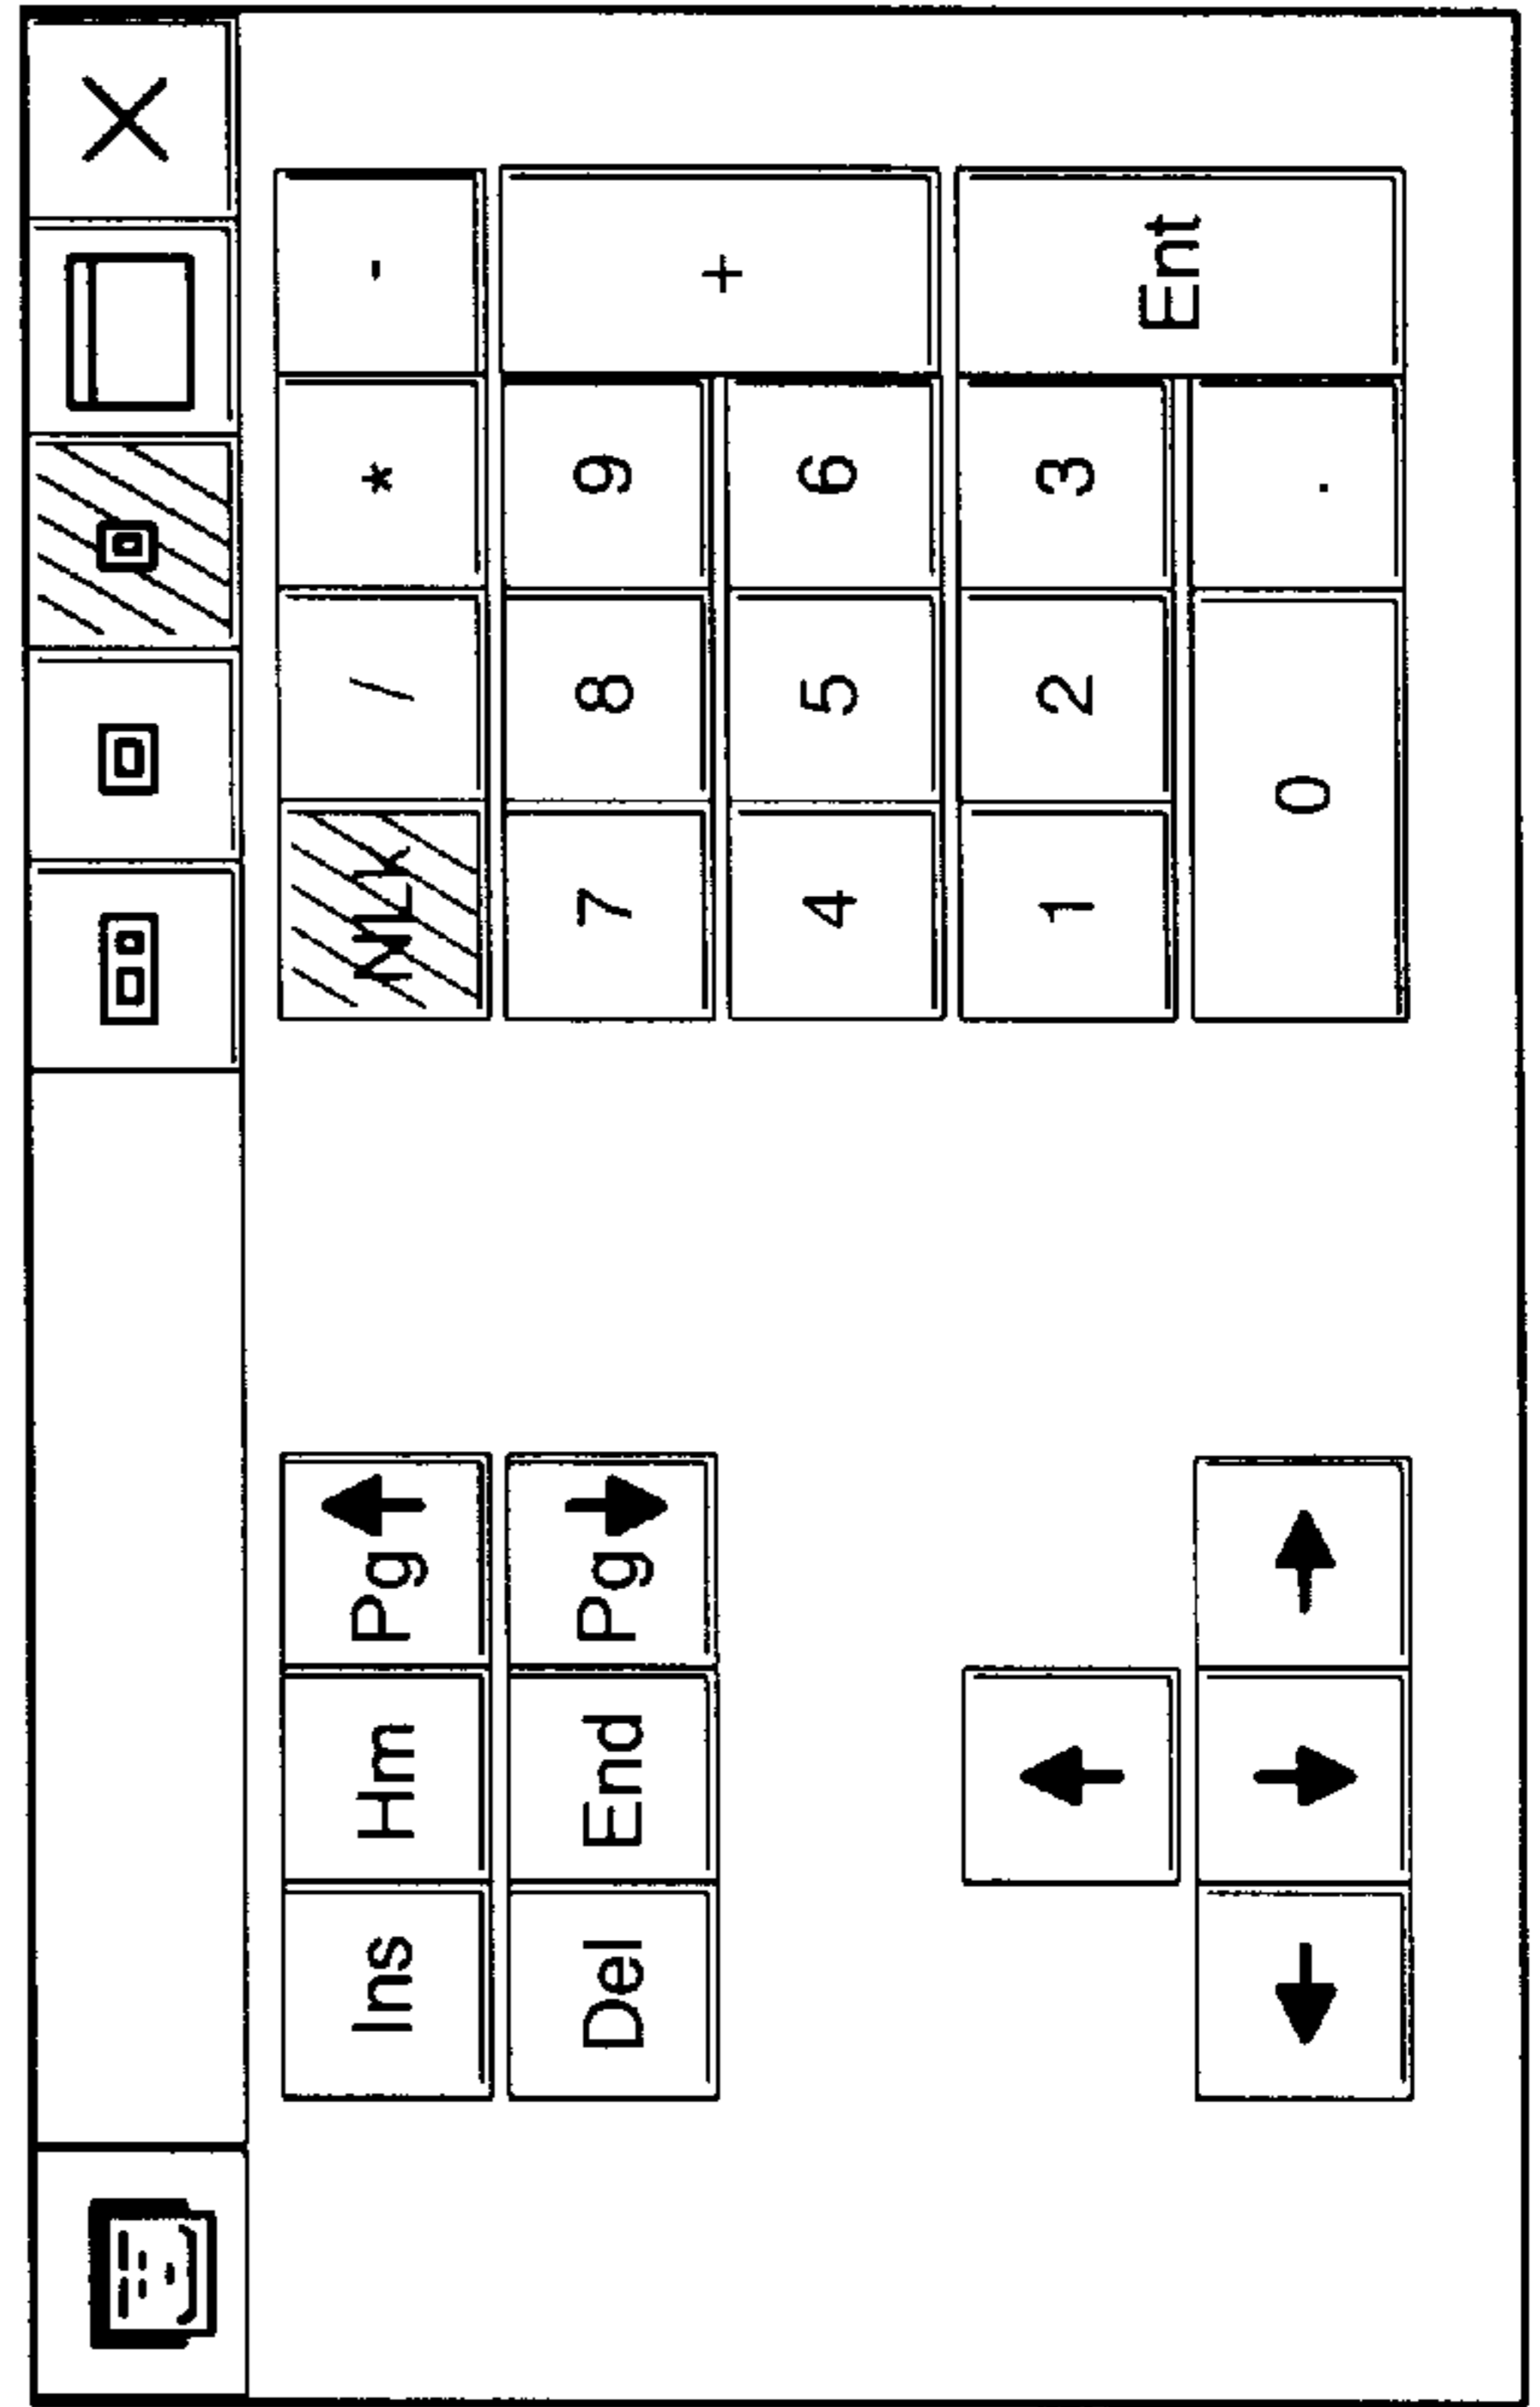 Ins Hm Pg↑ NLk / * -
Del End Pg↓ 7 8 9 +
4 5 6
↑ 1 2 3 Ent
← ↓ → 0 .